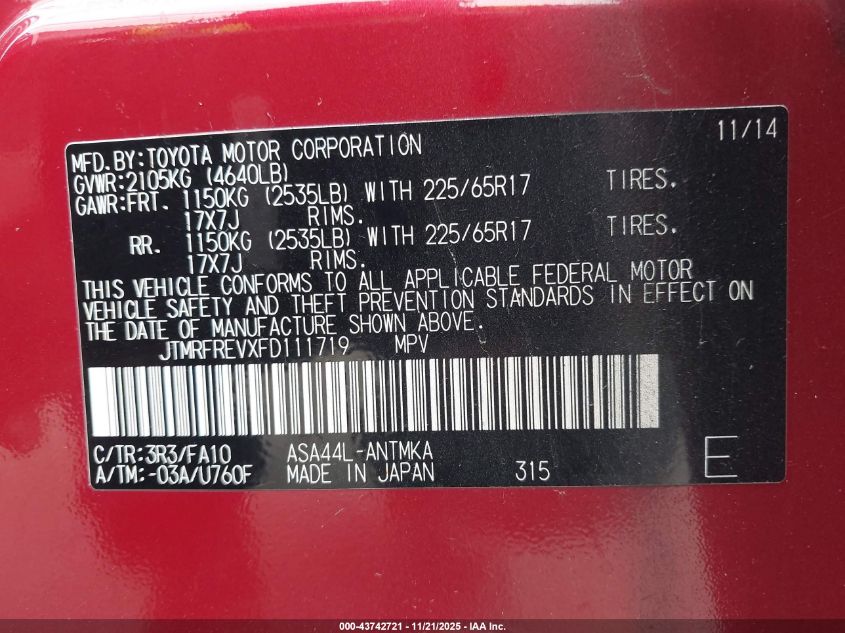 11/14
MFD.BY:TOYOTA MOTOR CORPORATION
GVWR:2105KG (4640LB)
GAWR:FRT. 1150KG (2535LB) WITH 225/65R17 TIRES.
17X7J RIMS.
RR. 1150KG (2535LB) WITH 225/65R17 TIRES.
17X7J RIMS.
THIS VEHICLE CONFORMS TO ALL APPLICABLE FEDERAL MOTOR
VEHICLE SAFETY AND THEFT PREVENTION STANDARDS IN EFFECT ON
THE DATE OF MANUFACTURE SHOWN ABOVE.
JTMRFREVXFD111719 MPV
C/TR:3R3/FA10 ASA44L-ANTMKA
A/TM:-03A/U760F MADE IN JAPAN 315 E
000-43742721 - 11/21/2025 - IAA Inc.